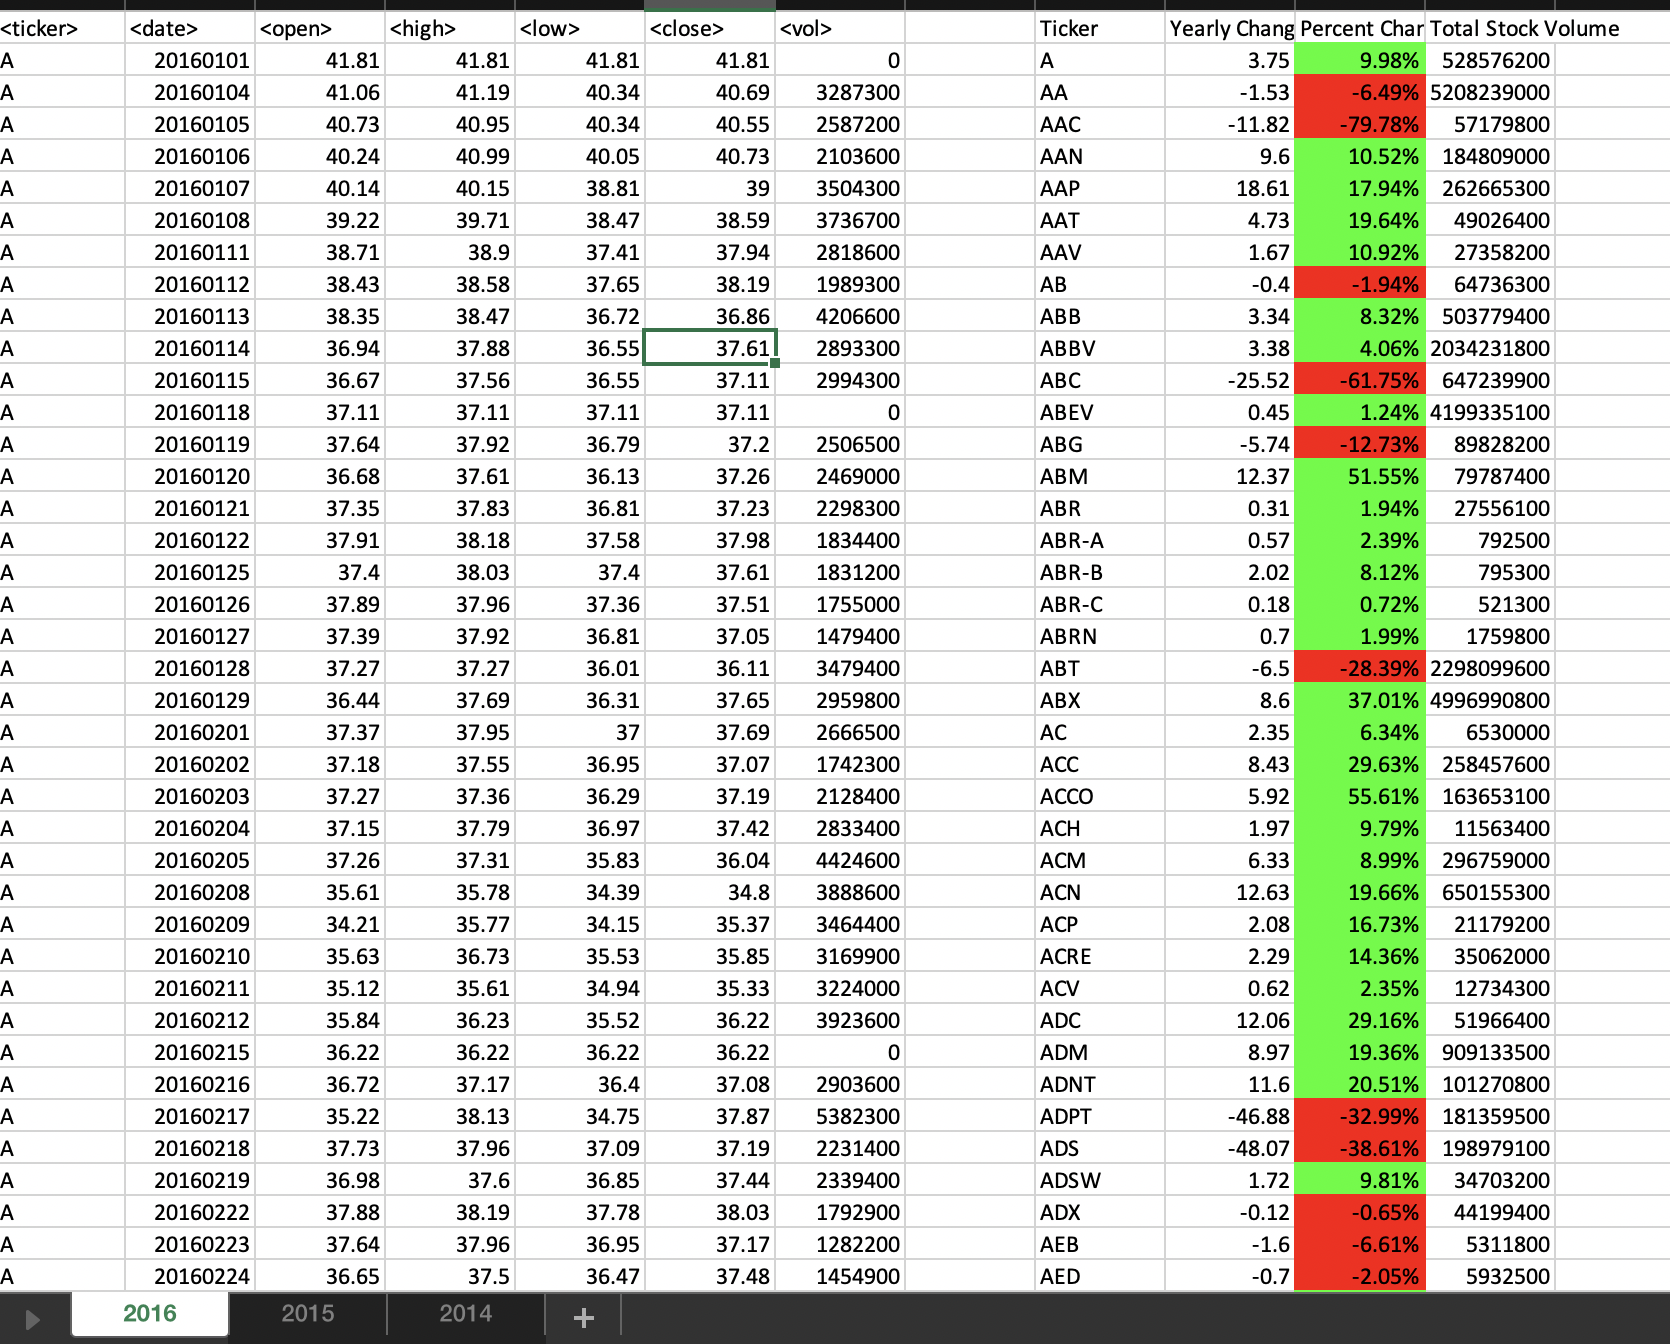 <ticker> <date> <open> <high> <low> <close> <vol> Ticker Yearly Chang Percent Char Total Stock Volume
A 20160101 41.81 41.81 41.81 41.81 0 A 3.75 9.98% 528576200
A 20160104 41.06 41.19 40.34 40.69 3287300 AA -1.53 -6.49% 5208239000
A 20160105 40.73 40.95 40.34 40.55 2587200 AAC -11.82 -79.78% 57179800
A 20160106 40.24 40.99 40.05 40.73 2103600 AAN 9.6 10.52% 184809000
A 20160107 40.14 40.15 38.81 39 3504300 AAP 18.61 17.94% 262665300
A 20160108 39.22 39.71 38.47 38.59 3736700 AAT 4.73 19.64% 49026400
A 20160111 38.71 38.9 37.41 37.94 2818600 AAV 1.67 10.92% 27358200
A 20160112 38.43 38.58 37.65 38.19 1989300 AB -0.4 -1.94% 64736300
A 20160113 38.35 38.47 36.72 36.86 4206600 ABB 3.34 8.32% 503779400
A 20160114 36.94 37.88 36.55 37.61 2893300 ABBV 3.38 4.06% 2034231800
A 20160115 36.67 37.56 36.55 37.11 2994300 ABC -25.52 -61.75% 647239900
A 20160118 37.11 37.11 37.11 37.11 0 ABEV 0.45 1.24% 4199335100
A 20160119 37.64 37.92 36.79 37.2 2506500 ABG -5.74 -12.73% 89828200
A 20160120 36.68 37.61 36.13 37.26 2469000 ABM 12.37 51.55% 79787400
A 20160121 37.35 37.83 36.81 37.23 2298300 ABR 0.31 1.94% 27556100
A 20160122 37.91 38.18 37.58 37.98 1834400 ABR-A 0.57 2.39% 792500
A 20160125 37.4 38.03 37.4 37.61 1831200 ABR-B 2.02 8.12% 795300
A 20160126 37.89 37.96 37.36 37.51 1755000 ABR-C 0.18 0.72% 521300
A 20160127 37.39 37.92 36.81 37.05 1479400 ABRN 0.7 1.99% 1759800
A 20160128 37.27 37.27 36.01 36.11 3479400 ABT -6.5 -28.39% 2298099600
A 20160129 36.44 37.69 36.31 37.65 2959800 ABX 8.6 37.01% 4996990800
A 20160201 37.37 37.95 37 37.69 2666500 AC 2.35 6.34% 6530000
A 20160202 37.18 37.55 36.95 37.07 1742300 ACC 8.43 29.63% 258457600
A 20160203 37.27 37.36 36.29 37.19 2128400 ACCO 5.92 55.61% 163653100
A 20160204 37.15 37.79 36.97 37.42 2833400 ACH 1.97 9.79% 11563400
A 20160205 37.26 37.31 35.83 36.04 4424600 ACM 6.33 8.99% 296759000
A 20160208 35.61 35.78 34.39 34.8 3888600 ACN 12.63 19.66% 650155300
A 20160209 34.21 35.77 34.15 35.37 3464400 ACP 2.08 16.73% 21179200
A 20160210 35.63 36.73 35.53 35.85 3169900 ACRE 2.29 14.36% 35062000
A 20160211 35.12 35.61 34.94 35.33 3224000 ACV 0.62 2.35% 12734300
A 20160212 35.84 36.23 35.52 36.22 3923600 ADC 12.06 29.16% 51966400
A 20160215 36.22 36.22 36.22 36.22 0 ADM 8.97 19.36% 909133500
A 20160216 36.72 37.17 36.4 37.08 2903600 ADNT 11.6 20.51% 101270800
A 20160217 35.22 38.13 34.75 37.87 5382300 ADPT -46.88 -32.99% 181359500
A 20160218 37.73 37.96 37.09 37.19 2231400 ADS -48.07 -38.61% 198979100
A 20160219 36.98 37.6 36.85 37.44 2339400 ADSW 1.72 9.81% 34703200
A 20160222 37.88 38.19 37.78 38.03 1792900 ADX -0.12 -0.65% 44199400
A 20160223 37.64 37.96 36.95 37.17 1282200 AEB -1.6 -6.61% 5311800
A 20160224 36.65 37.5 36.47 37.48 1454900 AED -0.7 -2.05% 5932500
2016 2015 2014 +